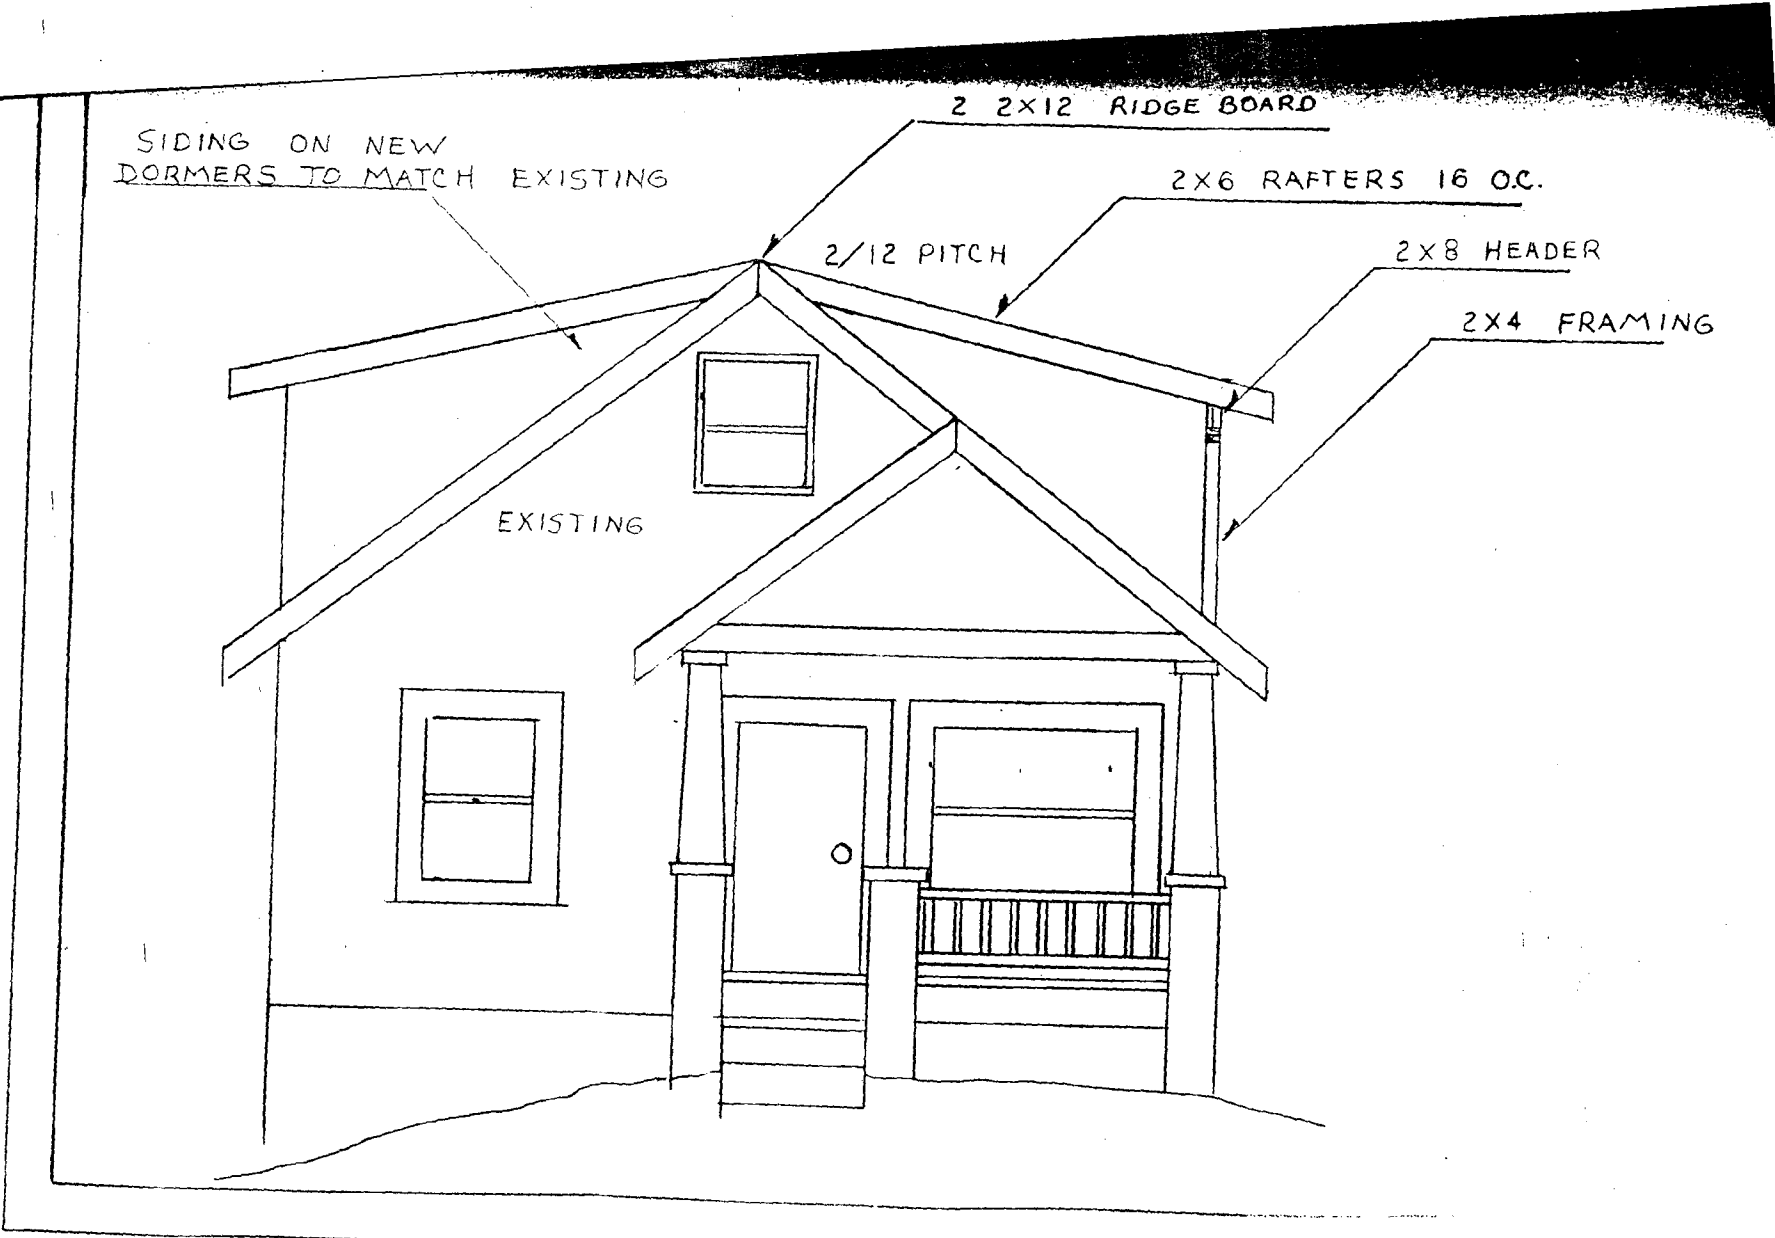 2 2X12 RIDGE BOARD
SIDING ON NEW
DORMERS TO MATCH EXISTING
2X6 RAFTERS 16 O.C.
2/12 PITCH
2X8 HEADER
2X4 FRAMING
EXISTING